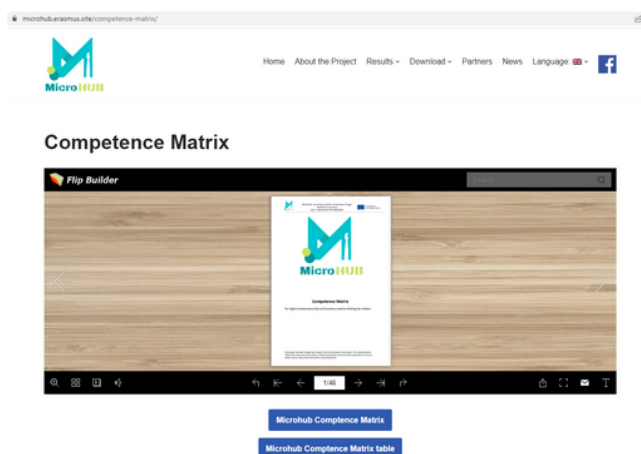 microhub.erasmus.site/competence-matrix/
MicroHUB
Home About the Project Results Download Partners News Language
Competence Matrix
Flip Builder
Search
MicroHUB
Competence Matrix
1/46
Microhub Comptence Matrix
Microhub Comptence Matrix table